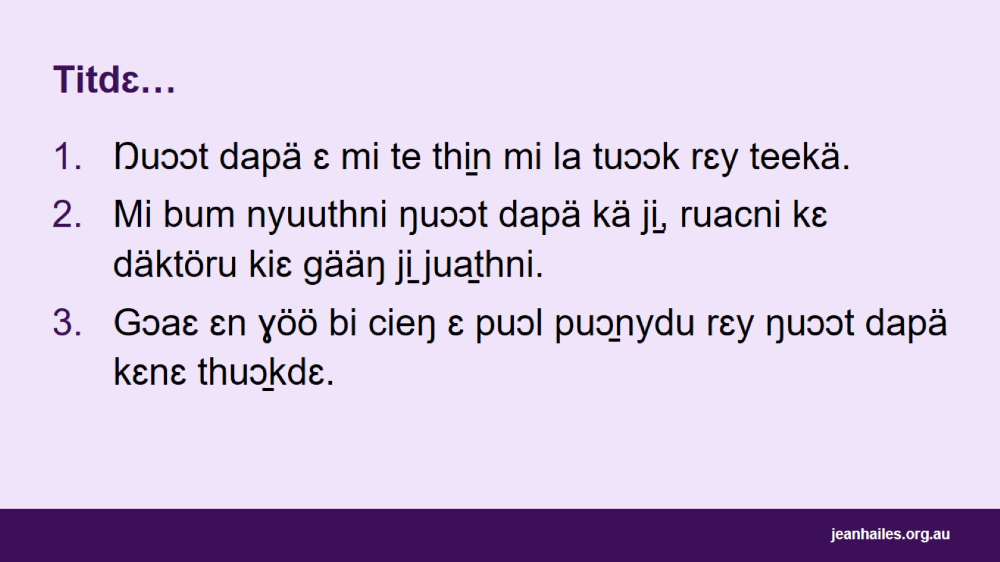 Titdɛ…
1. Ŋuɔɔt dapä ɛ mi te thi̱n mi la tuɔɔk rɛy teekä.
2. Mi bum nyuuthni ŋuɔɔt dapä kä ji̱, ruacni kɛ
däktöru kiɛ gääŋ ji̱ juaṯhni.
3. Gɔaɛ ɛn ɣöö bi cieŋ ɛ puɔl puɔ̱nydu rɛy ŋuɔɔt dapä
kɛnɛ thuɔ̱kdɛ.
jeanhailes.org.au